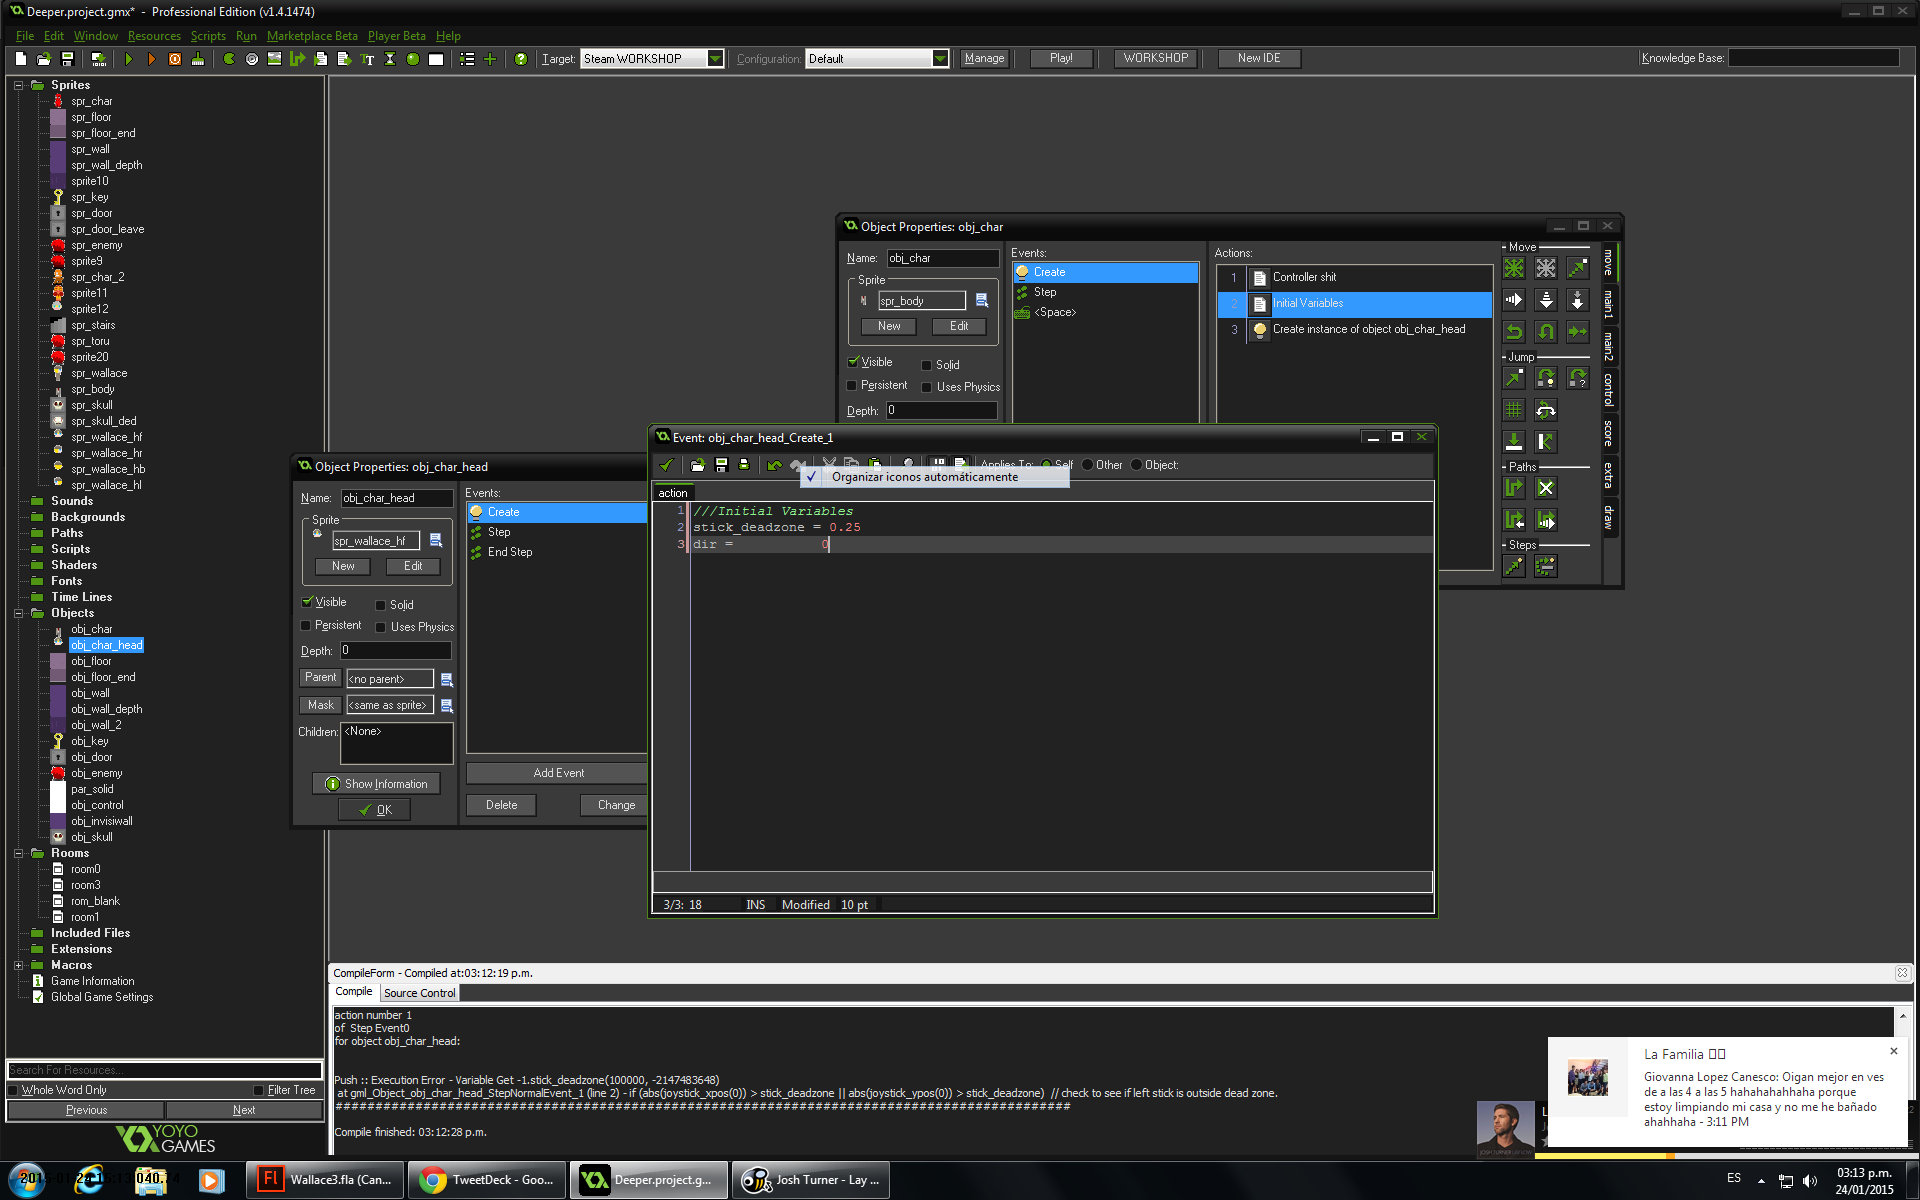 Deeper.project.gmx* - Professional Edition (v1.4.1474)
File Edit Window Resources Scripts Run Marketplace Beta Player Beta Help
Target: Steam WORKSHOP Configuration: Default Manage Play! WORKSHOP New IDE Knowledge Base:
Sprites
spr_char
spr_floor
spr_floor_end
spr_wall
spr_wall_depth
sprite10
spr_key
spr_door
spr_door_leave
spr_enemy
sprite9
spr_char_2
sprite11
sprite12
spr_stairs
spr_toru
sprite20
spr_wallace
spr_body
spr_skull
spr_skull_ded
spr_wallace_hf
spr_wallace_hr
spr_wallace_hb
spr_wallace_hl
Sounds
Backgrounds
Paths
Scripts
Shaders
Fonts
Time Lines
Objects
obj_char
obj_char_head
obj_floor
obj_floor_end
obj_wall
obj_wall_depth
obj_wall_2
obj_key
obj_door
obj_enemy
par_solid
obj_control
obj_invisiwall
obj_skull
Rooms
room0
room3
rom_blank
room1
Included Files
Extensions
Macros
Game Information
Global Game Settings
Search For Resources...
Whole Word Only Filter Tree
Previous Next
YOYO
GAMES
Object Properties: obj_char
Name: obj_char
Sprite
spr_body
New Edit
Visible Solid
Persistent Uses Physics
Depth: 0
Events:
Create
Step
<Space>
Actions:
1 Controller shit
2 Initial Variables
3 Create instance of object obj_char_head
Move
Jump
Paths
Steps
move
main1
main2
control
score
extra
draw
Object Properties: obj_char_head
Name: obj_char_head
Sprite
spr_wallace_hf
New Edit
Visible Solid
Persistent Uses Physics
Depth: 0
Parent <no parent>
Mask <same as sprite>
Children: <None>
Show Information
OK
Events:
Create
Step
End Step
Add Event
Delete Change
Event: obj_char_head_Create_1
Applies To: Self Other Object:
Organizar iconos automáticamente
action
1 ///Initial Variables
2 stick_deadzone = 0.25
3 dir = 0
3/3: 18 INS Modified 10 pt
CompileForm - Compiled at:03:12:19 p.m.
Compile Source Control
action number 1
of Step Event0
for object obj_char_head:
Push :: Execution Error - Variable Get -1.stick_deadzone(100000, -2147483648)
at gml_Object_obj_char_head_StepNormalEvent_1 (line 2) - if (abs(joystick_xpos(0)) > stick_deadzone || abs(joystick_ypos(0)) > stick_deadzone) // check to see if left stick is outside dead zone.
Compile finished: 03:12:28 p.m.
La Familia
Giovanna Lopez Canesco: Oigan mejor en ves
de a las 4 a las 5 hahahahahhaha porque
estoy limpiando mi casa y no me he bañado
ahahhaha - 3:11 PM
Wallace3.fla (Can...
TweetDeck - Goo...
Deeper.project.g...
Josh Turner - Lay ...
ES
03:13 p.m.
24/01/2015